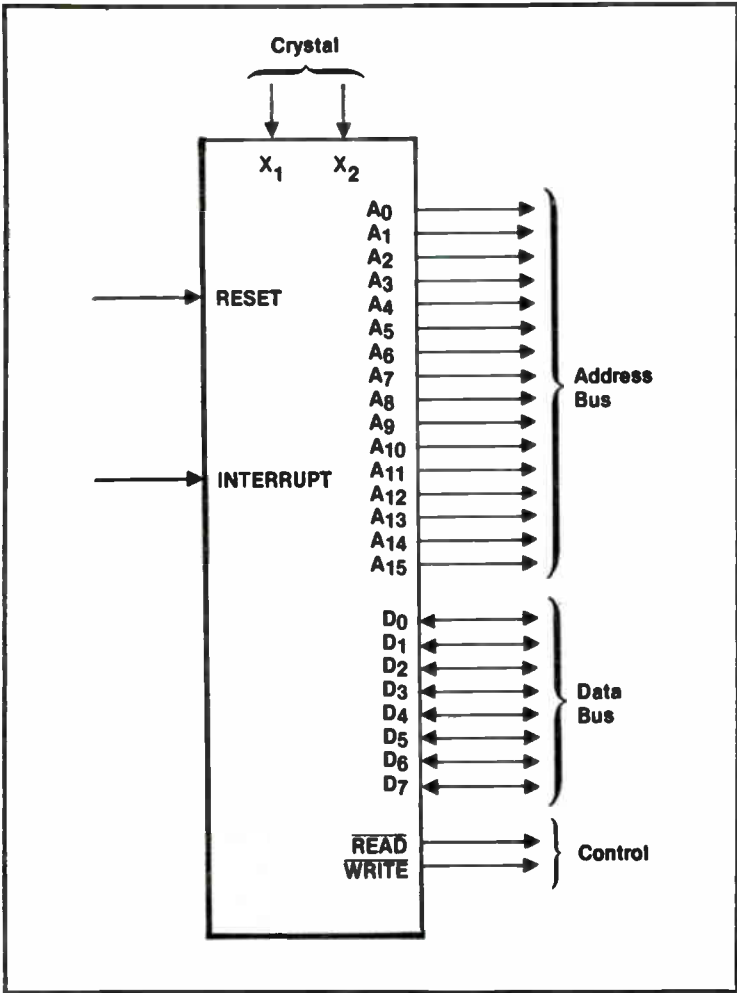 Crystal
X1 X2
A0
A1
A2
A3
RESET A4
A5
A6
A7 Address
A8 Bus
A9
A10
INTERRUPT A11
A12
A13
A14
A15
D0
D1
D2
D3 Data
D4 Bus
D5
D6
D7
READ
WRITE
Control